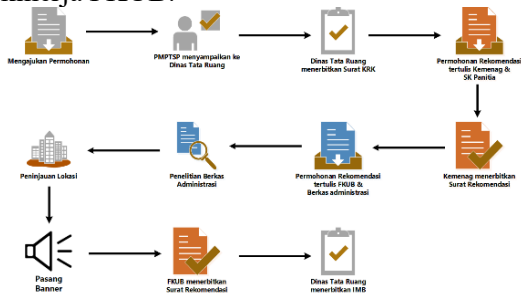 Mengajukan Permohonan
PMPTSP menyampaikan ke
Dinas Tata Ruang
Dinas Tata Ruang
menerbitkan Surat KRK
Permohonan Rekomendasi
tertulis Kemenag &
SK Panitia
Peninjauan Lokasi
Penelitian Berkas
Administrasi
Permohonan Rekomendasi
tertulis FKUB &
Berkas administrasi
Kemenag menerbitkan
Surat Rekomendasi
Pasang
Banner
FKUB menerbitkan
Surat Rekomendasi
Dinas Tata Ruang
menerbitkan IMB